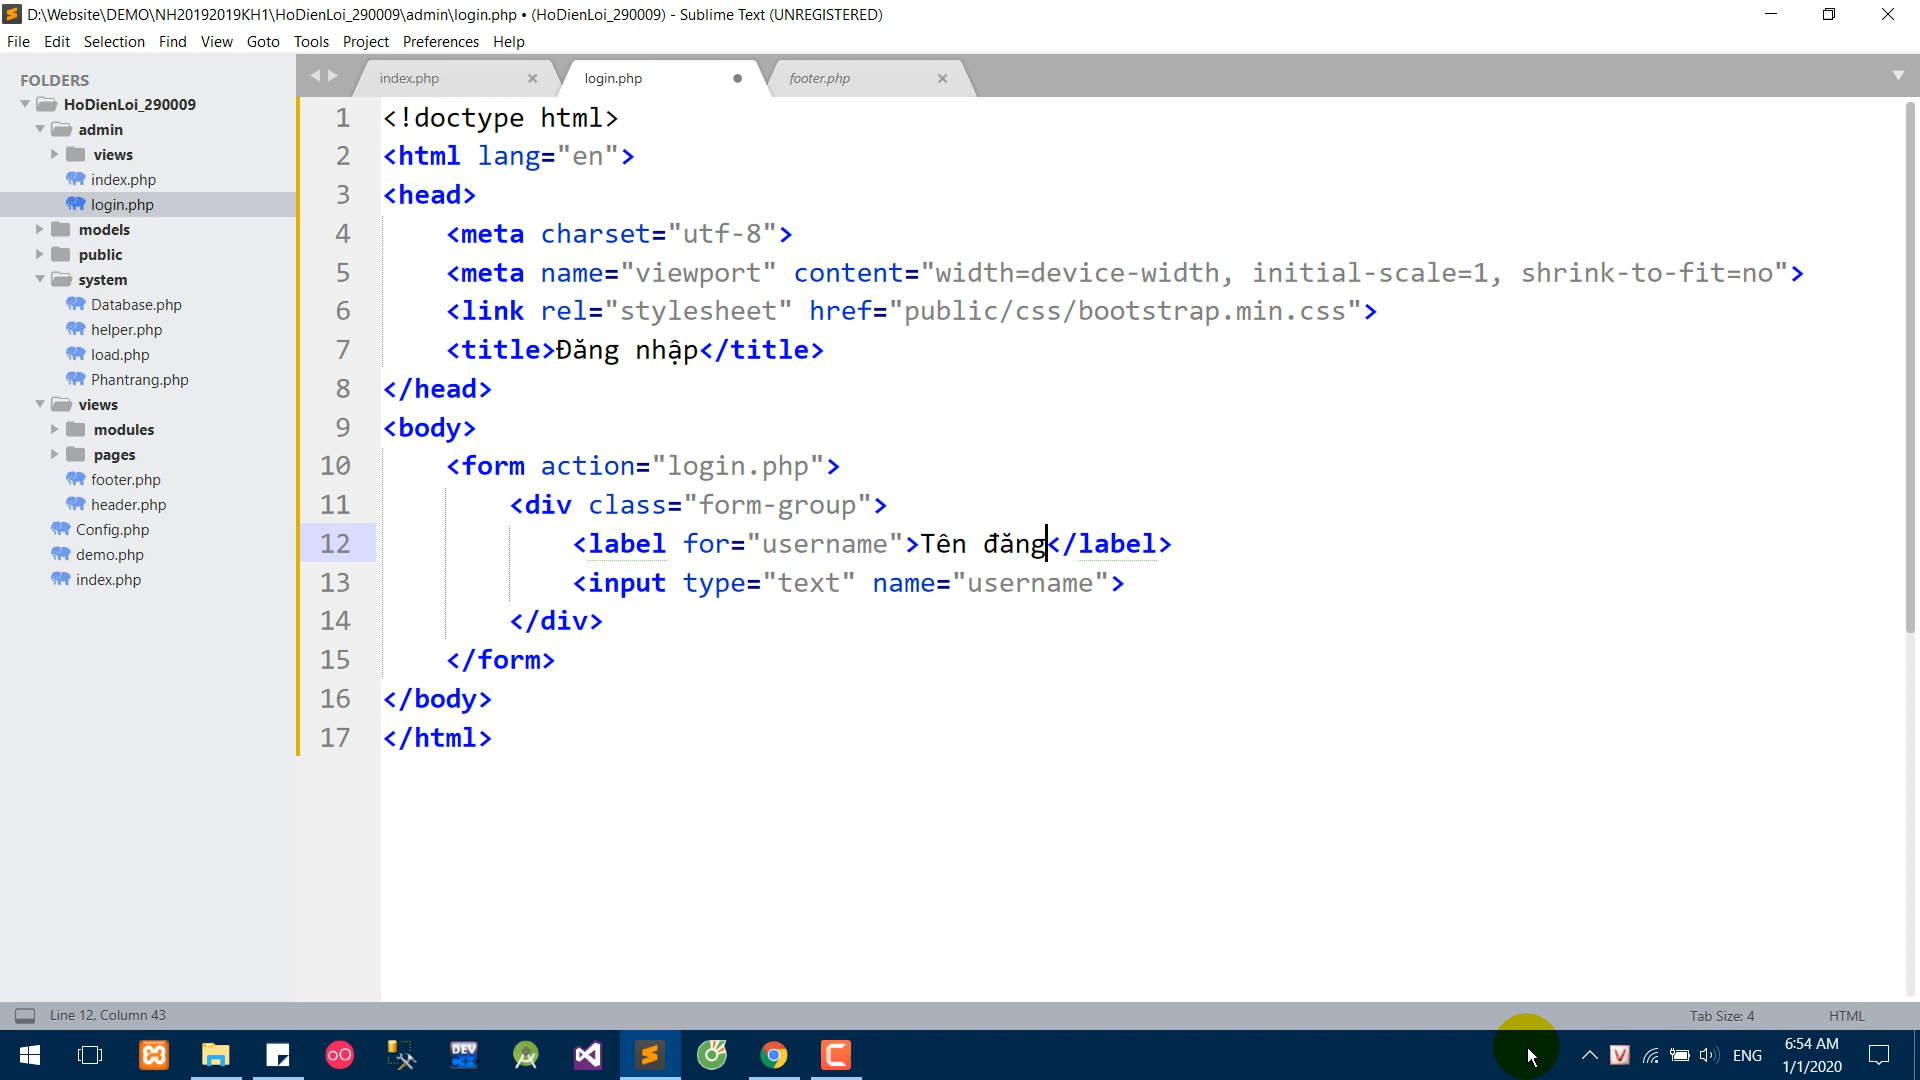 D:\Website\DEMO\NH20192019KH1\HoDienLoi_290009\admin\login.php • (HoDienLoi_290009) - Sublime Text (UNREGISTERED)
File Edit Selection Find View Goto Tools Project Preferences Help
FOLDERS
HoDienLoi_290009
admin
views
index.php
login.php
models
public
system
Database.php
helper.php
load.php
Phantrang.php
views
modules
pages
footer.php
header.php
Config.php
demo.php
index.php
index.php login.php footer.php
1 <!doctype html>
2 <html lang="en">
3 <head>
4 <meta charset="utf-8">
5 <meta name="viewport" content="width=device-width, initial-scale=1, shrink-to-fit=no">
6 <link rel="stylesheet" href="public/css/bootstrap.min.css">
7 <title>Đăng nhập</title>
8 </head>
9 <body>
10 <form action="login.php">
11 <div class="form-group">
12 <label for="username">Tên đăng</label>
13 <input type="text" name="username">
14 </div>
15 </form>
16 </body>
17 </html>
Line 12, Column 43 Tab Size: 4 HTML
DEV
ENG
6:54 AM
1/1/2020